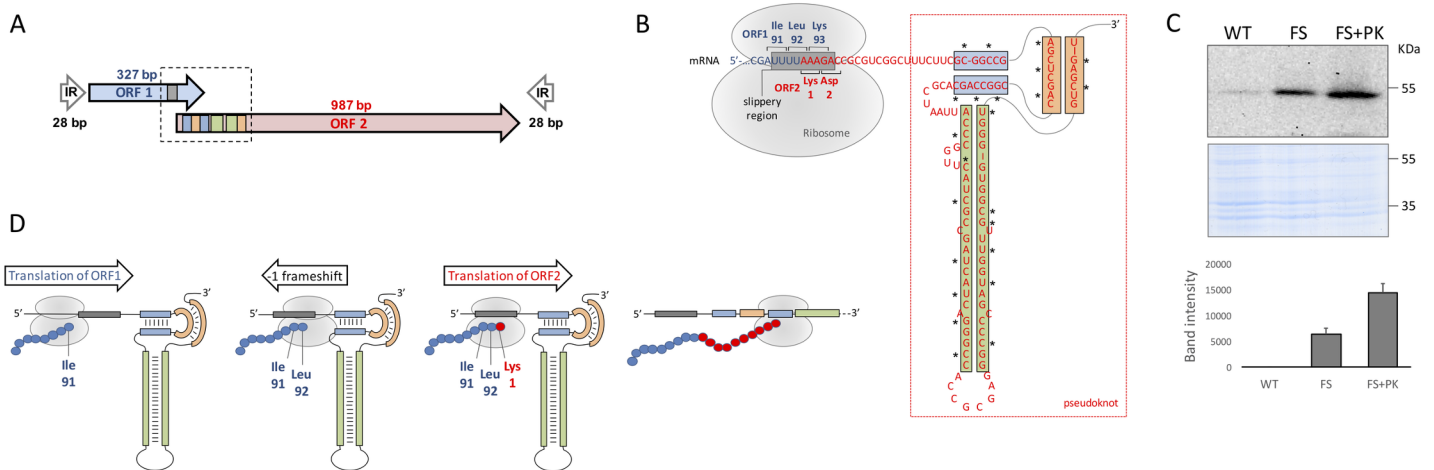 A
327 bp
IR
ORF 1
28 bp
987 bp
ORF 2
IR
28 bp
B
Ile Leu Lys
ORF1 91 92 93
mRNA 5'-..CGAUUUUAAAGACCGCGUCGGCUUUCUUCGC-GGCCG
ORF2 Lys Asp
1 2
slippery
region
Ribosome
GCACGACCGGC
3'
pseudoknot
C
WT FS FS+PK KDa
55
55
35
20000
15000
10000
5000
0
Band intensity
WT FS FS+PK
D
Translation of ORF1
5'
3'
Ile
91
-1 frameshift
5'
3'
Ile
91
Leu
92
Translation of ORF2
5'
3'
Ile
91
Leu
92
Lys
1
5'
3'